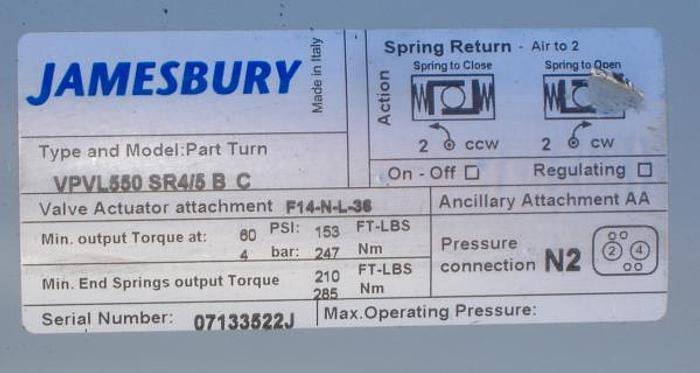 JAMESBURY
Made in Italy
Spring Return - Air to 2
Action
Spring to Close
Spring to Open
2 CCW
2 CW
Type and Model:Part Turn
VPVL550 SR4/5 B C
On - Off
Regulating
Valve Actuator attachment F14-N-L-36
Ancillary Attachment AA
Min. output Torque at: 60 PSI: 153 FT-LBS
4 bar: 247 Nm
Pressure
connection N2
2 4
Min. End Springs output Torque 210 FT-LBS
285 Nm
Serial Number: 07133522J
Max.Operating Pressure: